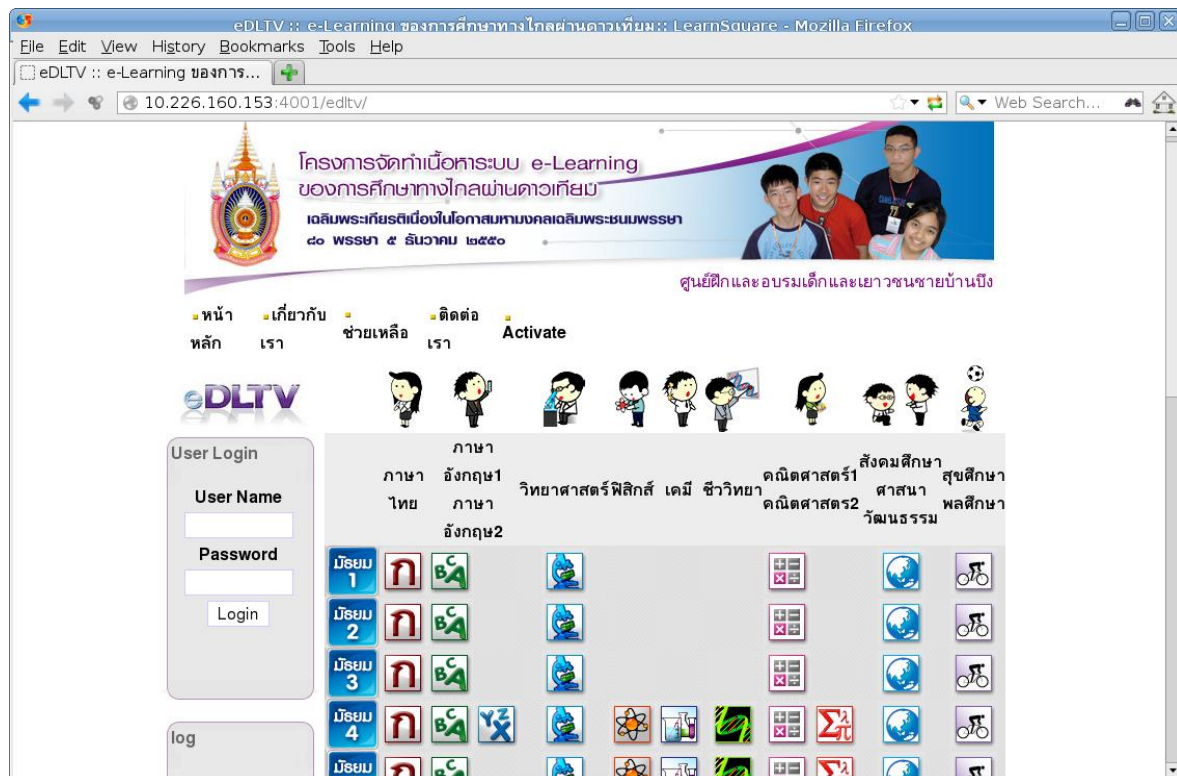 eDLTV :: e-Learning ของการศึกษาทางไกลผ่านดาวเทียม:: LearnSquare - Mozilla Firefox
File Edit View History Bookmarks Tools Help
eDLTV :: e-Learning ของการ...
10.226.160.153:4001/edltv/
Web Search...
โครงการจัดทำเนื้อหาระบบ e-Learning
ของการศึกษาทางไกลผ่านดาวเทียม
เฉลิมพระเกียรติเนื่องในโอกาสมหามงคลเฉลิมพระชนมพรรษา
๘๐ พรรษา ๕ ธันวาคม ๒๕๕๐
ศูนย์ฝึกและอบรมเด็กและเยาวชนชายบ้านบึง
หน้า
หลัก
เกี่ยวกับ
เรา
ช่วยเหลือ
ติดต่อ
เรา
Activate
eDLTV
User Login
User Name
Password
Login
log
ภาษา
ไทย
ภาษา
อังกฤษ1
ภาษา
อังกฤษ2
วิทยาศาสตร์
ฟิสิกส์
เคมี
ชีววิทยา
คณิตศาสตร์1
คณิตศาสตร2
สังคมศึกษา
ศาสนา
วัฒนธรรม
สุขศึกษา
พลศึกษา
มัธยม
1
ก
B C A
มัธยม
2
ก
B C A
มัธยม
3
ก
B C A
มัธยม
4
ก
B C A
Y Z X
Σ λ π
มัธยม
ก
B C A
Σ λ